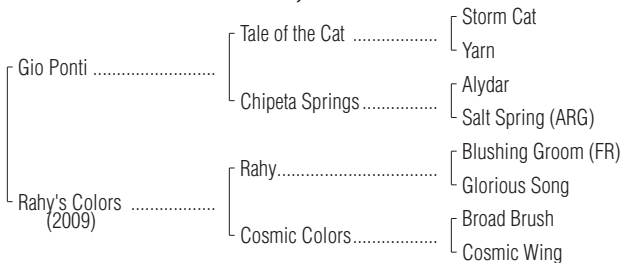 Storm Cat
Tale of the Cat ..................
Yarn
Gio Ponti ..........................
Alydar
Chipeta Springs................
Salt Spring (ARG)
Blushing Groom (FR)
Rahy..................................
Glorious Song
Rahy's Colors ..................
(2009)
Broad Brush
Cosmic Colors..................
Cosmic Wing